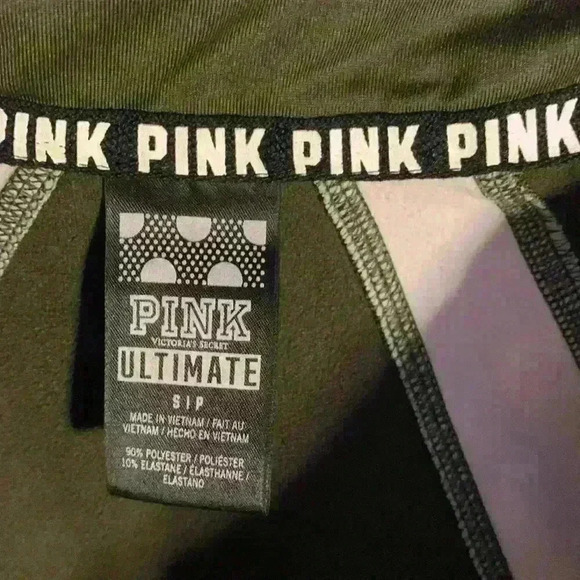 PINK PINK PINK PINK
PINK
VICTORIA'S SECRET
ULTIMATE
S | P
MADE IN VIETNAM / FAIT AU
VIETNAM / HECHO EN VIETNAM
90% POLYESTER / POLIÉSTER
10% ELASTANE / ÉLASTHANNE /
ELASTANO